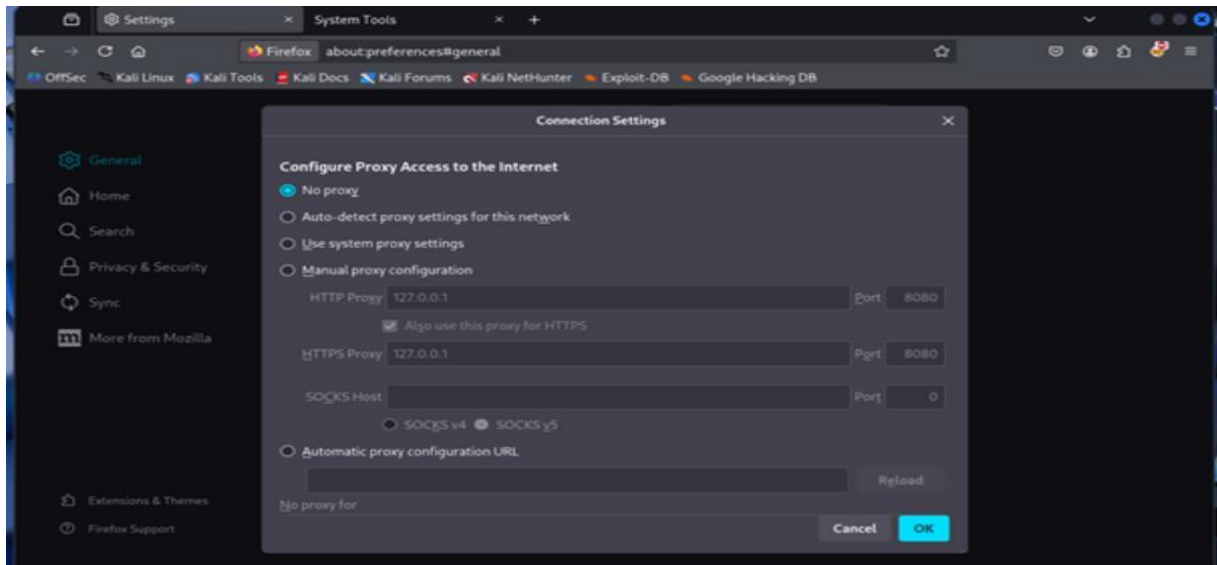 Settings × System Tools × +
Firefox about:preferences#general
OffSec Kali Linux Kali Tools Kali Docs Kali Forums Kali NetHunter Exploit-DB Google Hacking DB
Connection Settings
General
Home
Search
Privacy & Security
Sync
More from Mozilla
Extensions & Themes
Firefox Support
Configure Proxy Access to the Internet
No proxy
Auto-detect proxy settings for this network
Use system proxy settings
Manual proxy configuration
HTTP Proxy 127.0.0.1 Port 8080
Also use this proxy for HTTPS
HTTPS Proxy 127.0.0.1 Port 8080
SOCKS Host Port 0
SOCKS v4 SOCKS v5
Automatic proxy configuration URL
Reload
No proxy for
Cancel OK